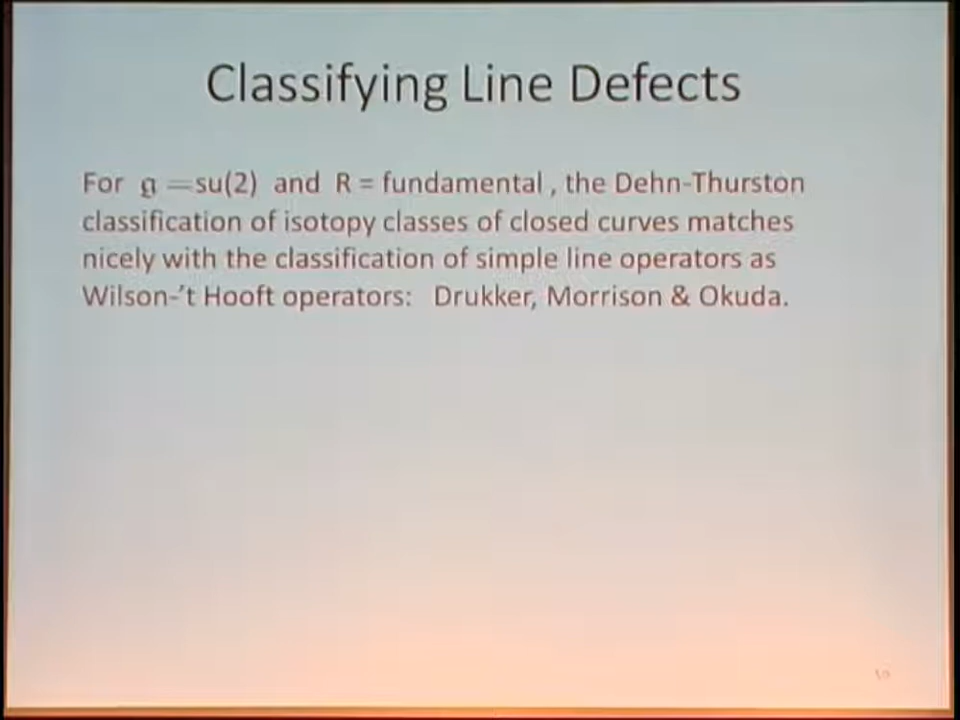 Classifying Line Defects
For g = su(2) and R = fundamental , the Dehn-Thurston
classification of isotopy classes of closed curves matches
nicely with the classification of simple line operators as
Wilson-'t Hooft operators: Drukker, Morrison & Okuda.